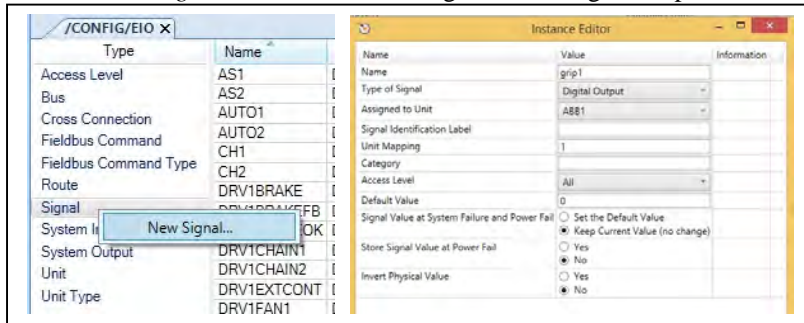 /CONFIG/EIO X
Type Name
Access Level AS1
Bus AS2
Cross Connection AUTO1
Fieldbus Command AUTO2
Fieldbus Command Type CH1
Route CH2
Signal DRV1BRAKE
New Signal...
System Output DRV1CHAIN1
Unit DRV1CHAIN2
Unit Type DRV1EXTCONT
DRV1FAN1
Instance Editor
Name Value Information
Name grip1
Type of Signal Digital Output
Assigned to Unit ABB1
Signal Identification Label
Unit Mapping 1
Category
Access Level All
Default Value 0
Signal Value at System Failure and Power Fail Set the Default Value
Keep Current Value (no change)
Store Signal Value at Power Fail Yes
No
Invert Physical Value Yes
No